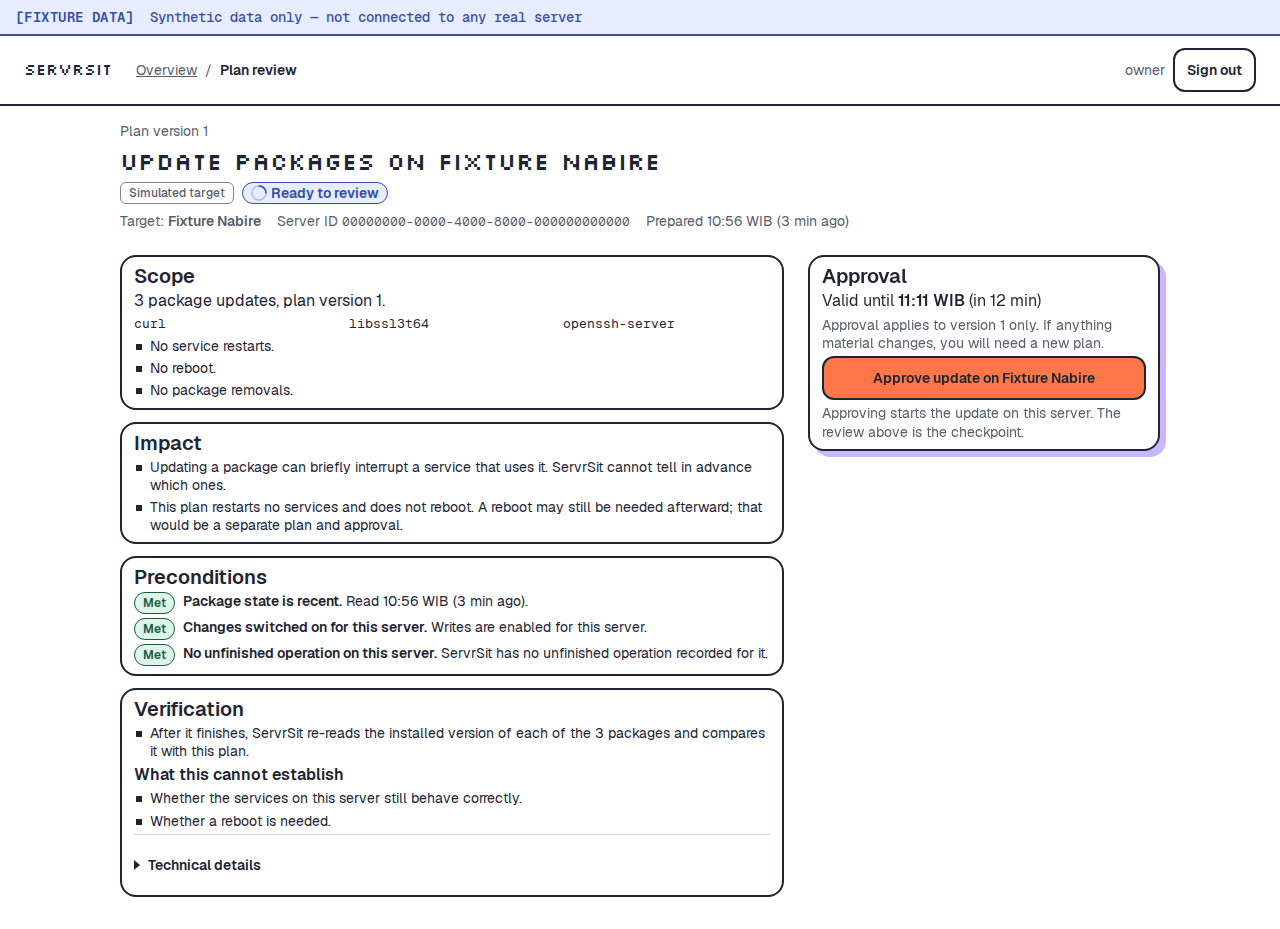 [FIXTURE DATA] Synthetic data only — not connected to any real server
SERVRSIT Overview / Plan review owner Sign out
Plan version 1
UPDATE PACKAGES ON FIXTURE NABIRE
Simulated target Ready to review
Target: Fixture Nabire Server ID 00000000-0000-4000-8000-000000000000 Prepared 10:56 WIB (3 min ago)
Scope
3 package updates, plan version 1.
curl libssl3t64 openssh-server
No service restarts.
No reboot.
No package removals.
Impact
Updating a package can briefly interrupt a service that uses it. ServrSit cannot tell in advance
which ones.
This plan restarts no services and does not reboot. A reboot may still be needed afterward; that
would be a separate plan and approval.
Preconditions
Met Package state is recent. Read 10:56 WIB (3 min ago).
Met Changes switched on for this server. Writes are enabled for this server.
Met No unfinished operation on this server. ServrSit has no unfinished operation recorded for it.
Verification
After it finishes, ServrSit re-reads the installed version of each of the 3 packages and compares
it with this plan.
What this cannot establish
Whether the services on this server still behave correctly.
Whether a reboot is needed.
Technical details
Approval
Valid until 11:11 WIB (in 12 min)
Approval applies to version 1 only. If anything
material changes, you will need a new plan.
Approve update on Fixture Nabire
Approving starts the update on this server. The
review above is the checkpoint.